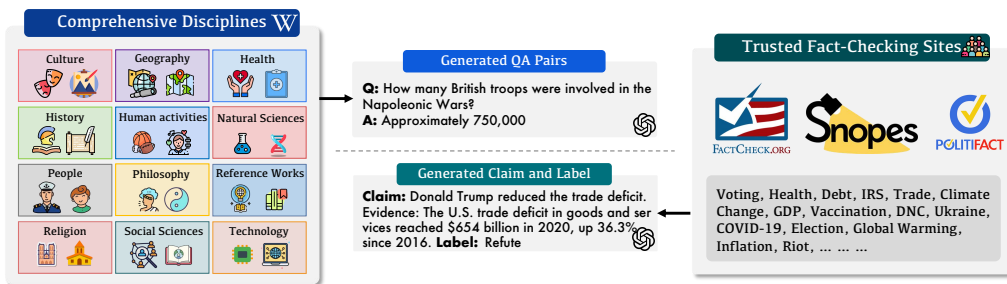 Comprehensive Disciplines W
Culture
Geography
Health
History
Human activities
Natural Sciences
People
Philosophy
Reference Works
Religion
Social Sciences
Technology
Generated QA Pairs
Q: How many British troops were involved in the
Napoleonic Wars?
A: Approximately 750,000
Generated Claim and Label
Claim: Donald Trump reduced the trade deficit.
Evidence: The U.S. trade deficit in goods and ser
vices reached $654 billion in 2020, up 36.3%
since 2016. Label: Refute
Trusted Fact-Checking Sites
FACTCHECK.ORG
Snopes
POLITIFACT
Voting, Health, Debt, IRS, Trade, Climate
Change, GDP, Vaccination, DNC, Ukraine,
COVID-19, Election, Global Warming,
Inflation, Riot, ... ... ...